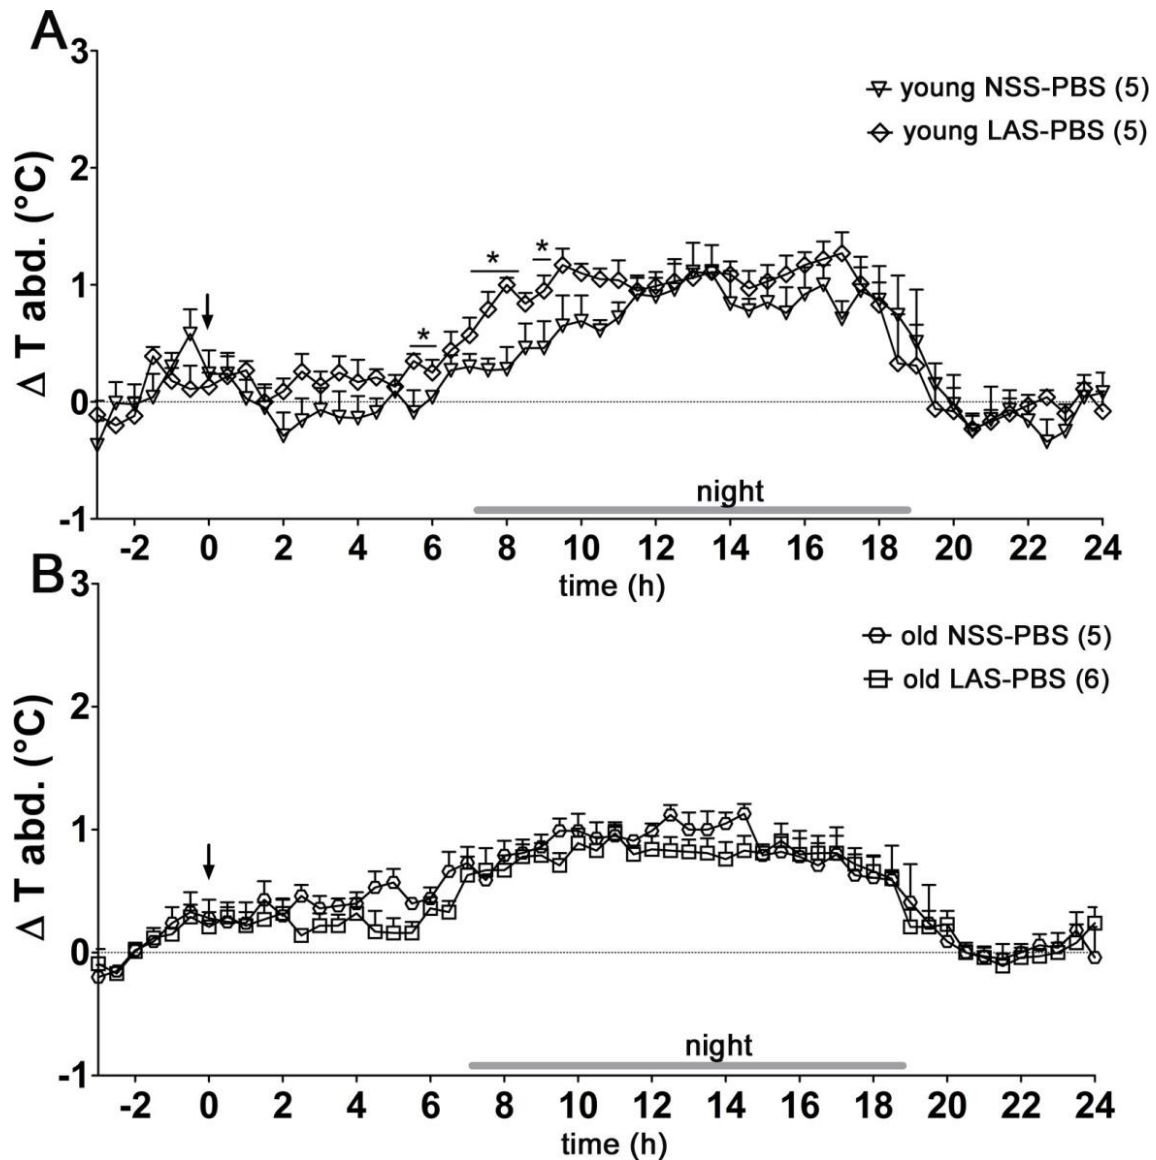 A
3
2
1
0
-1
Δ T abd. (°C)
young NSS-PBS (5)
young LAS-PBS (5)
*
*
*
night
-2 0 2 4 6 8 10 12 14 16 18 20 22 24
time (h)
B
3
2
1
0
-1
Δ T abd. (°C)
old NSS-PBS (5)
old LAS-PBS (6)
night
-2 0 2 4 6 8 10 12 14 16 18 20 22 24
time (h)